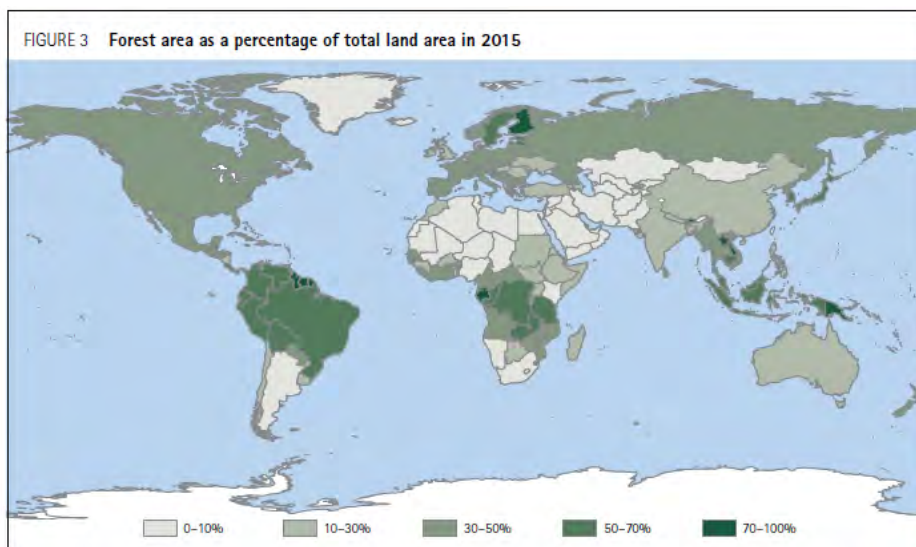 FIGURE 3 Forest area as a percentage of total land area in 2015
0–10% 10–30% 30–50% 50–70% 70–100%